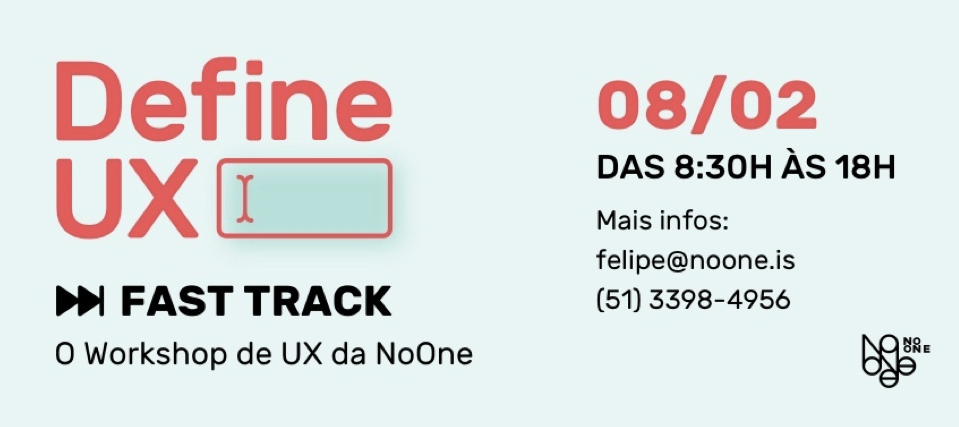 Define
UX
FAST TRACK
O Workshop de UX da NoOne
08/02
DAS 8:30H ÀS 18H
Mais infos:
felipe@noone.is
(51) 3398-4956
NO
ONE